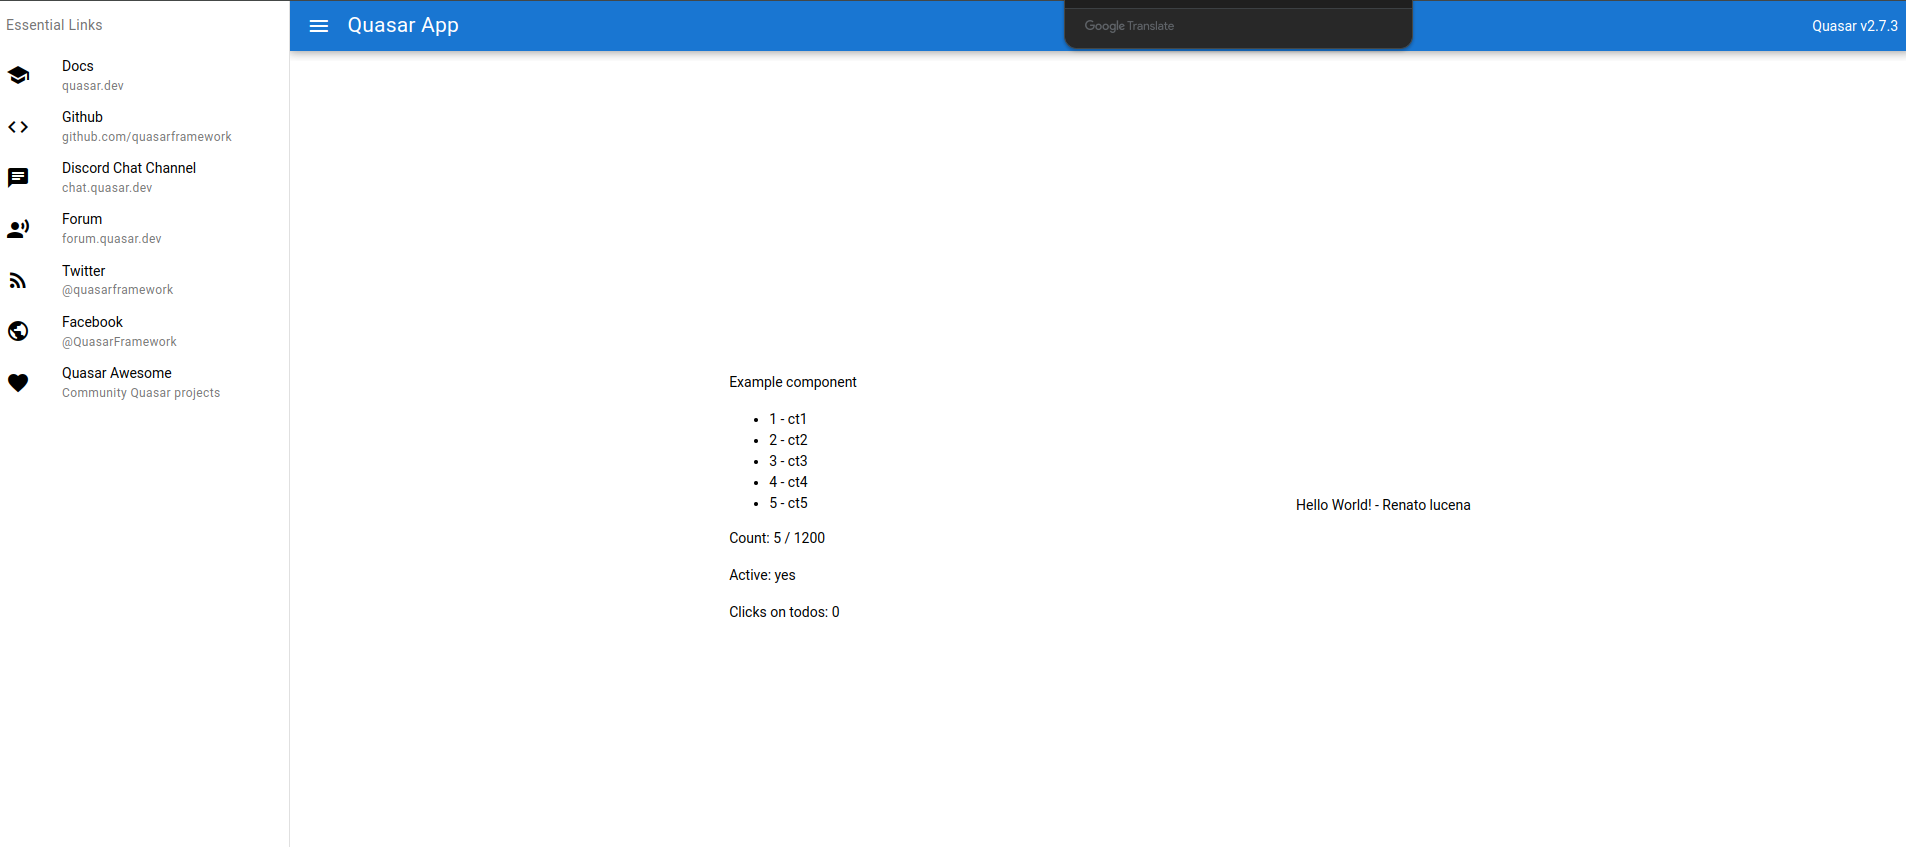 Essential Links
Docs
quasar.dev
Github
github.com/quasarframework
Discord Chat Channel
chat.quasar.dev
Forum
forum.quasar.dev
Twitter
@quasarframework
Facebook
@QuasarFramework
Quasar Awesome
Community Quasar projects
Quasar App
Google Translate
Quasar v2.7.3
Example component
1 - ct1
2 - ct2
3 - ct3
4 - ct4
5 - ct5
Count: 5 / 1200
Active: yes
Clicks on todos: 0
Hello World! - Renato lucena